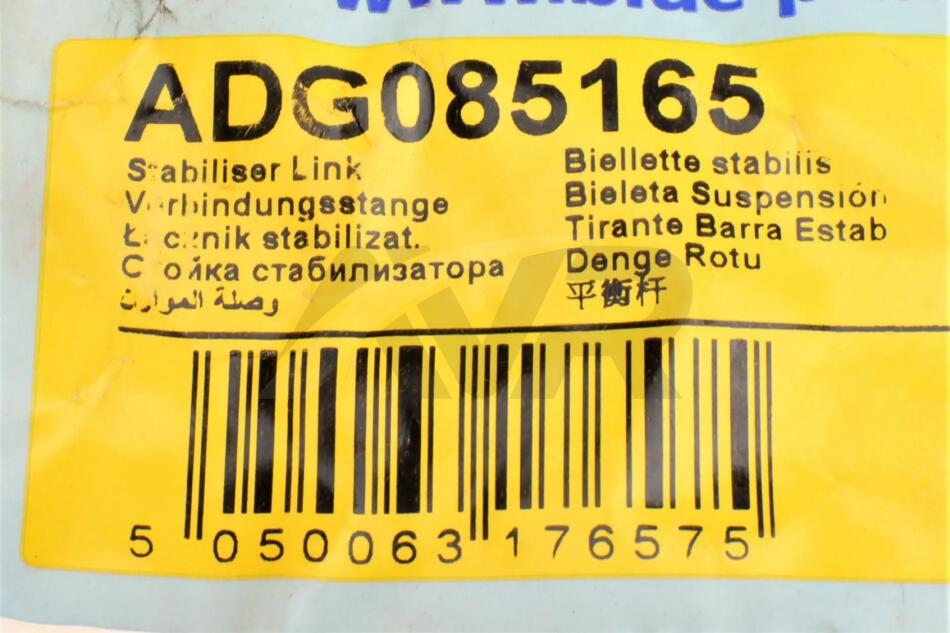 ADG085165
Stabiliser Link
Verbindungsstange
Łącznik stabilizat.
Стойка стабилизатора
وصلة الموازن
Biellette stabilis
Bieleta Suspensión
Tirante Barra Estab
Denge Rotu
平衡杆
5 050063 176575